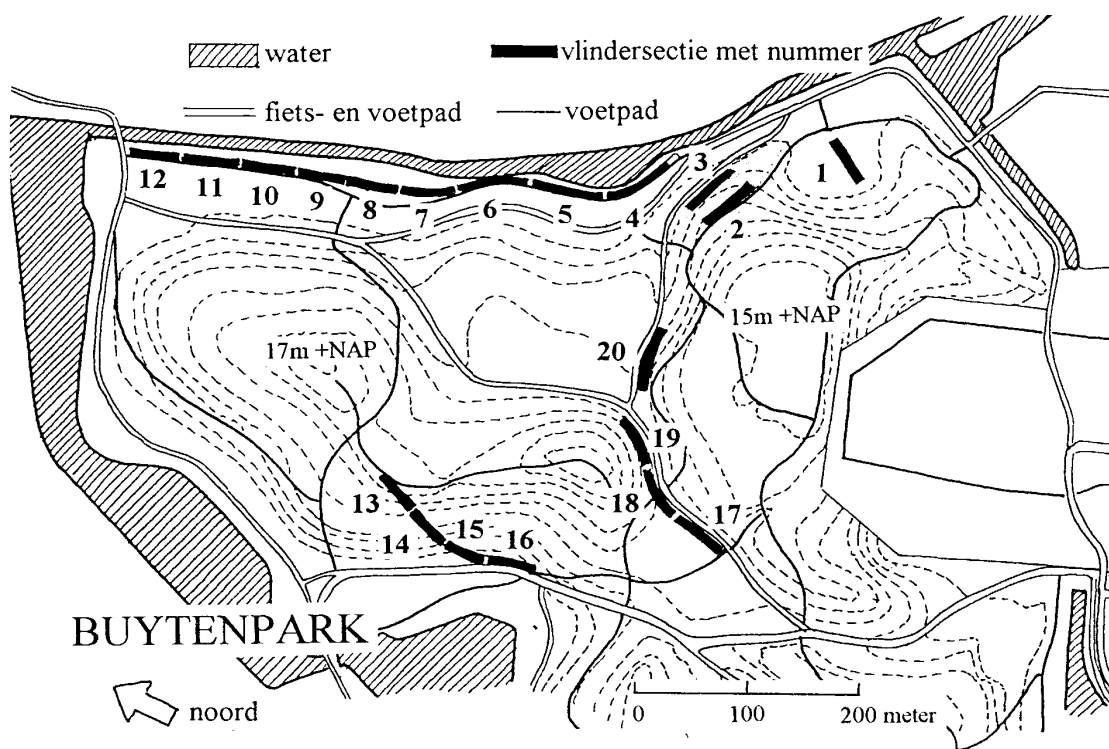 water
vlindersectie met nummer
fiets- en voetpad
voetpad
3
1
12
11
10
9
8
7
6
5
4
2
15m +NAP
17m +NAP
20
19
13
18
17
14
15
16
BUYTENPARK
noord
0
100
200 meter